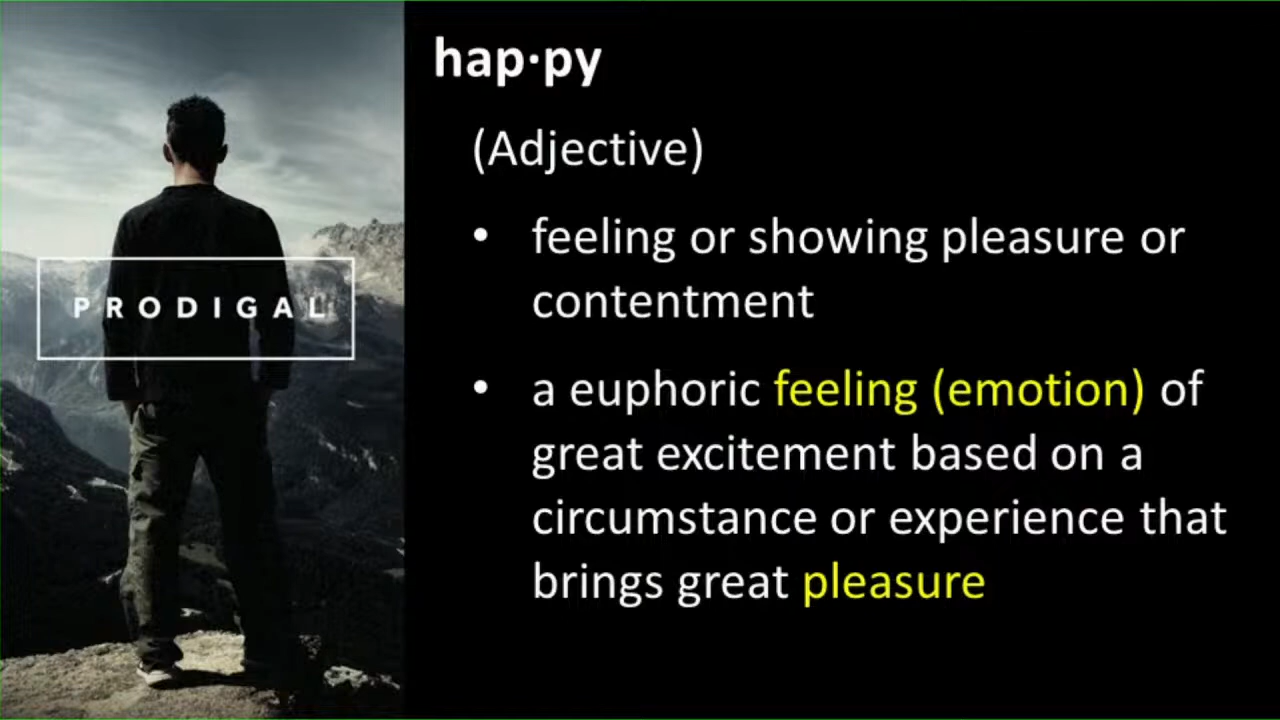 PRODIGAL
hap·py
(Adjective)
• feeling or showing pleasure or
contentment
• a euphoric feeling (emotion) of
great excitement based on a
circumstance or experience that
brings great pleasure